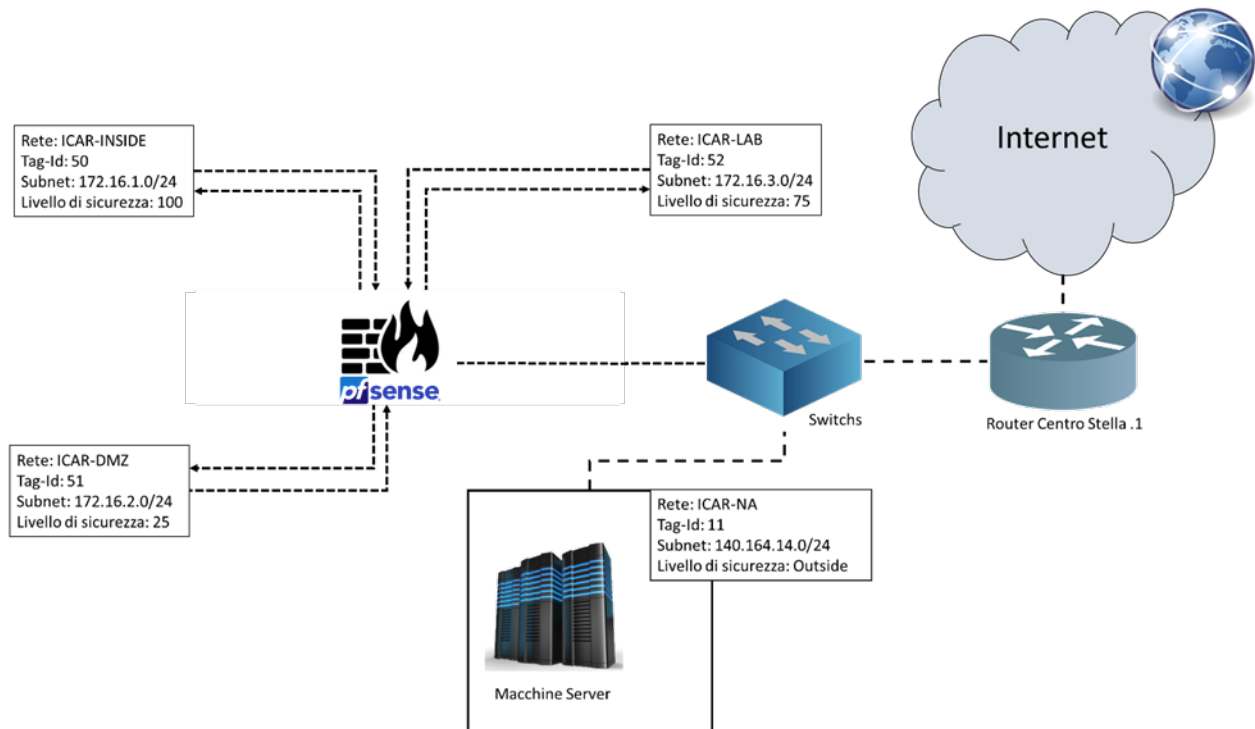 Internet
Rete: ICAR-INSIDE
Tag-Id: 50
Subnet: 172.16.1.0/24
Livello di sicurezza: 100
Rete: ICAR-LAB
Tag-Id: 52
Subnet: 172.16.3.0/24
Livello di sicurezza: 75
pfsense
Switchs
Router Centro Stella .1
Rete: ICAR-DMZ
Tag-Id: 51
Subnet: 172.16.2.0/24
Livello di sicurezza: 25
Rete: ICAR-NA
Tag-Id: 11
Subnet: 140.164.14.0/24
Livello di sicurezza: Outside
Macchine Server